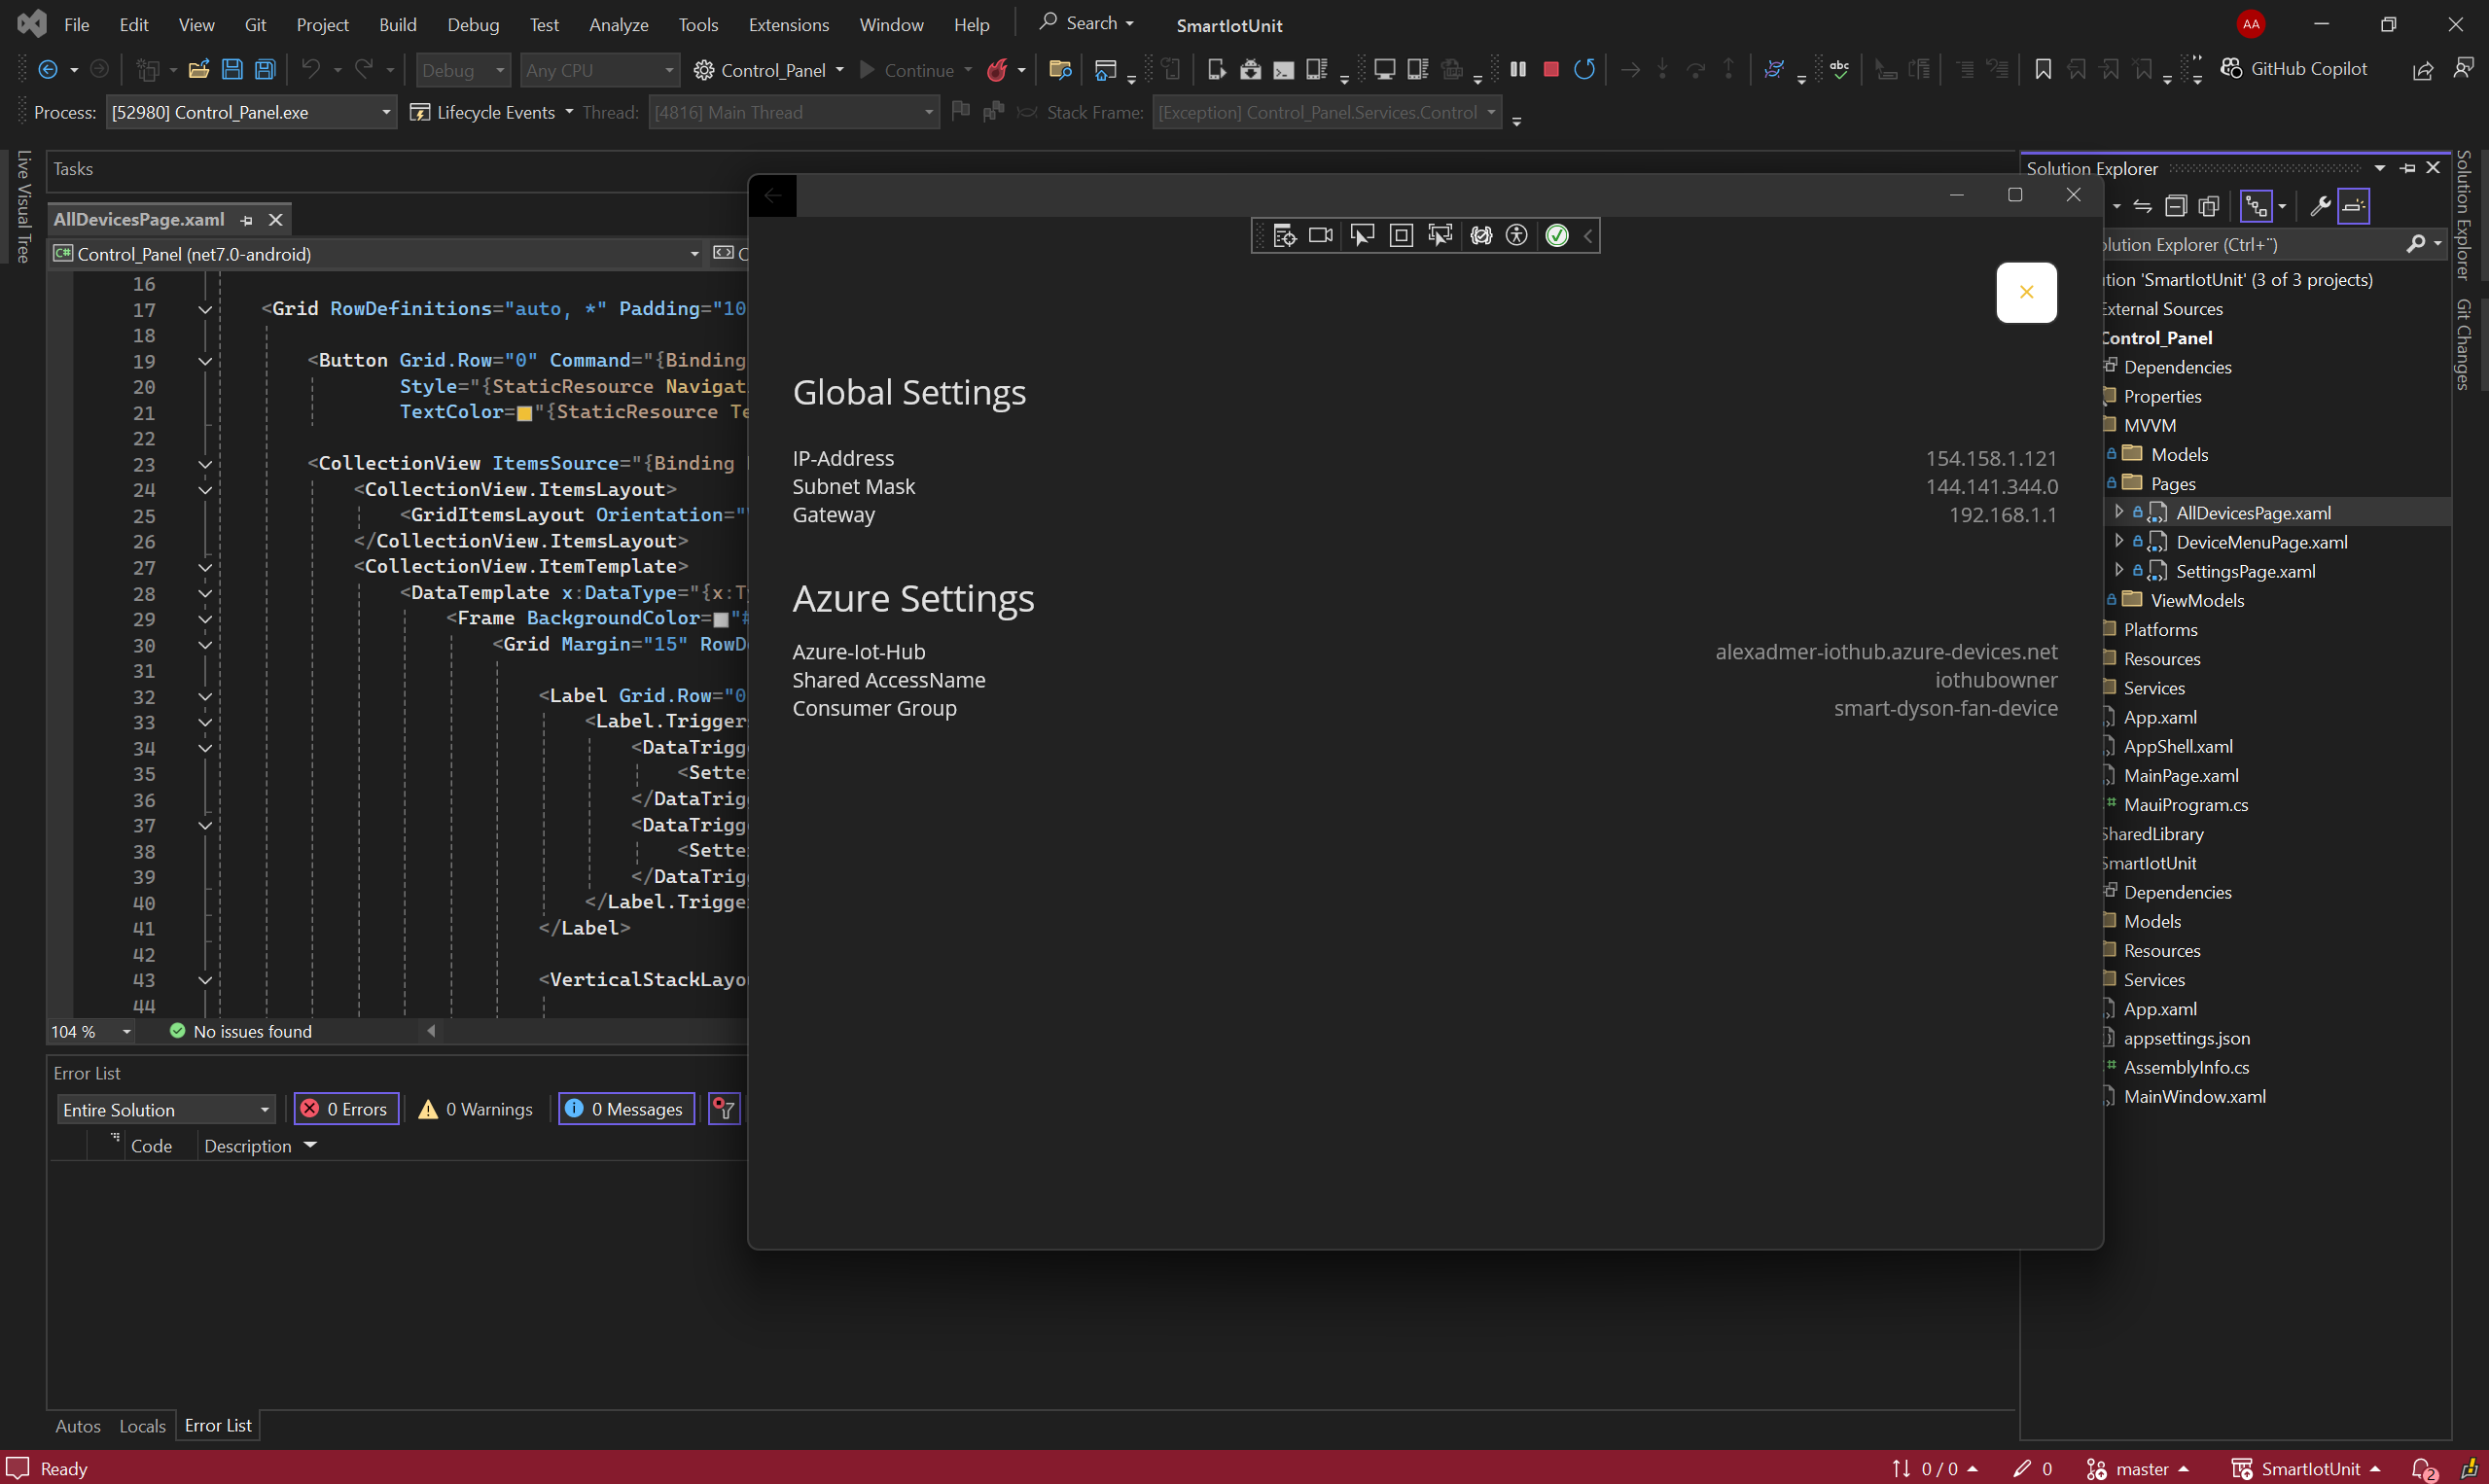 File Edit View Git Project Build Debug Test Analyze Tools Extensions Window Help Search SmartIotUnit AA
Debug Any CPU Control_Panel Continue abc GitHub Copilot
Process: [52980] Control_Panel.exe Lifecycle Events Thread: [4816] Main Thread Stack Frame: [Exception] Control_Panel.Services.Control
Live Visual Tree
Tasks
AllDevicesPage.xaml
C# Control_Panel (net7.0-android) C
16
17 <Grid RowDefinitions="auto, *" Padding="10
18
19 <Button Grid.Row="0" Command="{Binding
20 Style="{StaticResource Navigat
21 TextColor="{StaticResource Te
22
23 <CollectionView ItemsSource="{Binding
24 <CollectionView.ItemsLayout>
25 <GridItemsLayout Orientation="
26 </CollectionView.ItemsLayout>
27 <CollectionView.ItemTemplate>
28 <DataTemplate x:DataType="{x:T
29 <Frame BackgroundColor="#
30 <Grid Margin="15" RowD
31
32 <Label Grid.Row="0
33 <Label.Trigger
34 <DataTrigg
35 <Sette
36 </DataTrig
37 <DataTrigg
38 <Sette
39 </DataTrig
40 </Label.Trigge
41 </Label>
42
43 <VerticalStackLayo
44
104 % No issues found
Error List
Entire Solution 0 Errors 0 Warnings 0 Messages
Code Description
Autos Locals Error List
Global Settings
IP-Address 154.158.1.121
Subnet Mask 144.141.344.0
Gateway 192.168.1.1
Azure Settings
Azure-Iot-Hub alexadmer-iothub.azure-devices.net
Shared AccessName iothubowner
Consumer Group smart-dyson-fan-device
Solution Explorer
olution Explorer (Ctrl+¨)
tion 'SmartIotUnit' (3 of 3 projects)
External Sources
Control_Panel
Dependencies
Properties
MVVM
Models
Pages
AllDevicesPage.xaml
DeviceMenuPage.xaml
SettingsPage.xaml
ViewModels
Platforms
Resources
Services
App.xaml
AppShell.xaml
MainPage.xaml
MauiProgram.cs
SharedLibrary
SmartIotUnit
Dependencies
Models
Resources
Services
App.xaml
appsettings.json
AssemblyInfo.cs
MainWindow.xaml
Solution Explorer
Git Changes
Ready 0 / 0 0 master SmartIotUnit 2